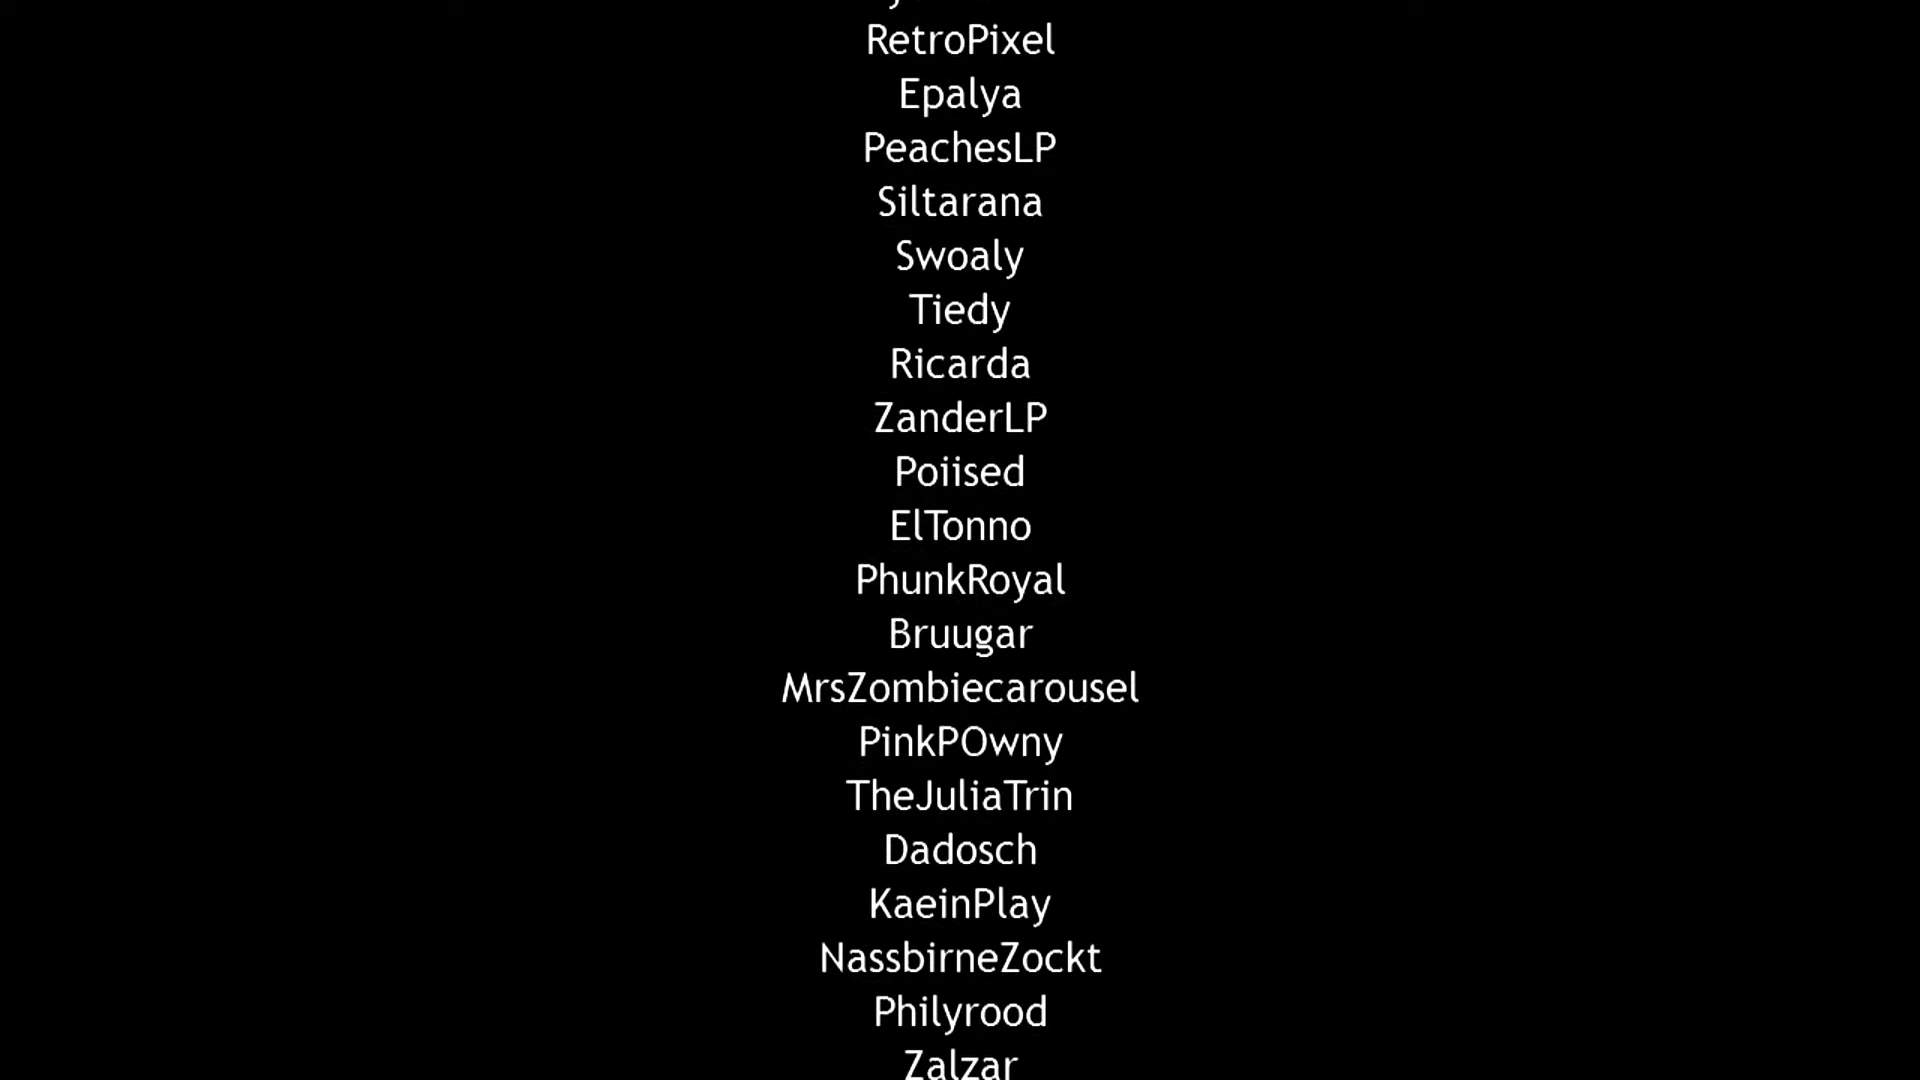 RetroPixel
Epalya
PeachesLP
Siltarana
Swoaly
Tiedy
Ricarda
ZanderLP
Poiised
ElTonno
PhunkRoyal
Bruugar
MrsZombiecarousel
PinkPOwny
TheJuliaTrin
Dadosch
KaeinPlay
NassbirneZockt
Philyrood
Zalzar